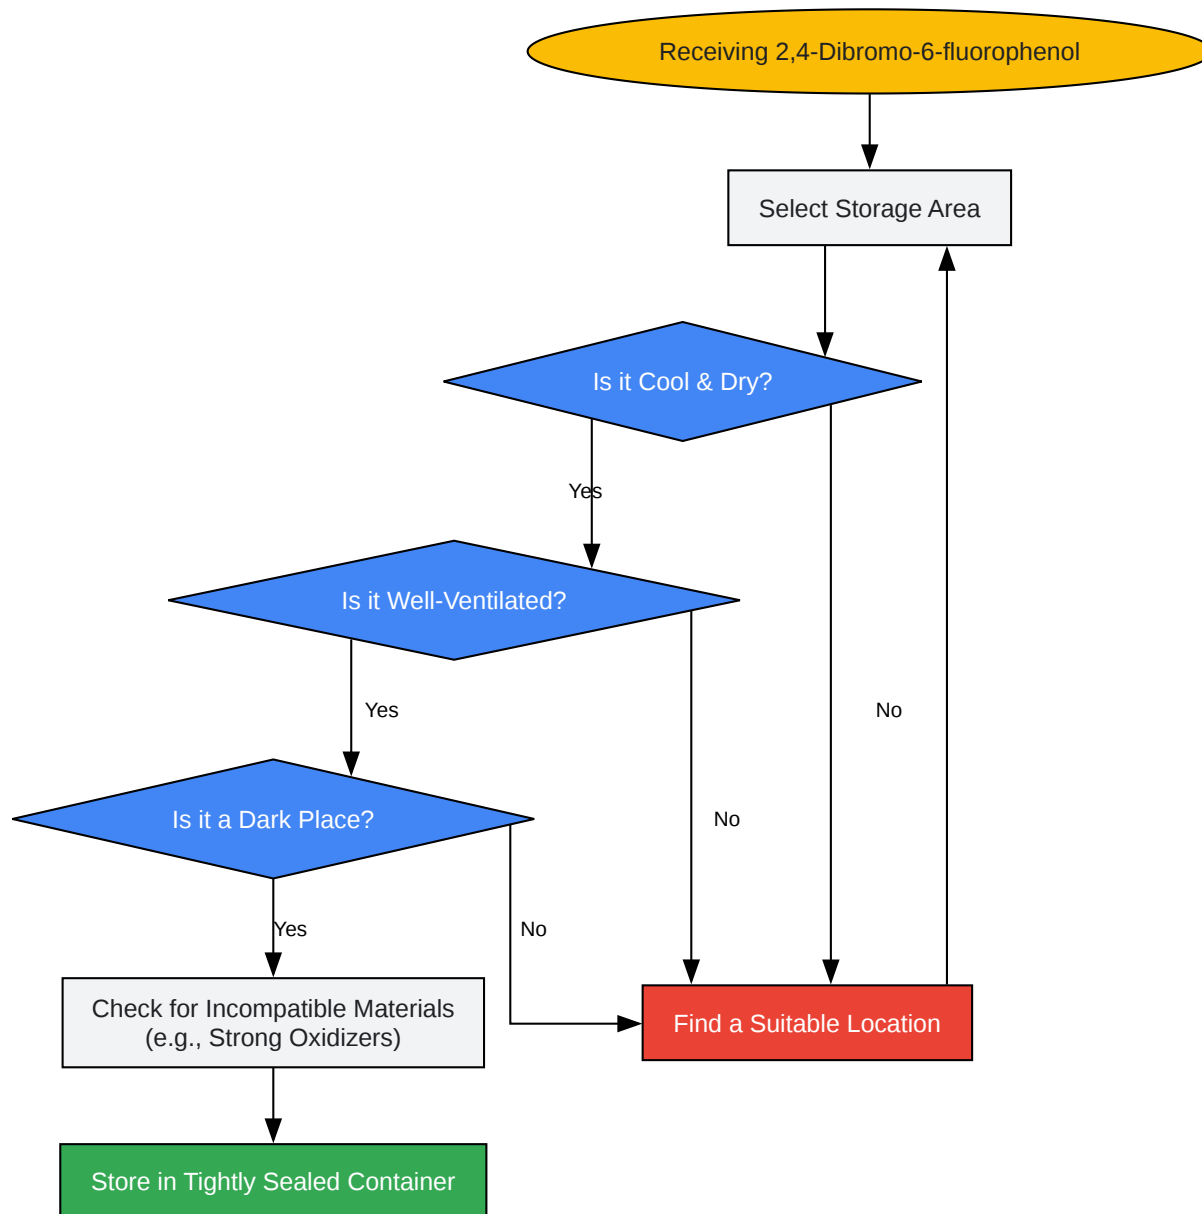 Receiving 2,4-Dibromo-6-fluorophenol
Select Storage Area
Is it Cool & Dry?
Yes
Is it Well-Ventilated?
Yes
No
Is it a Dark Place?
No
Yes
No
Check for Incompatible Materials
(e.g., Strong Oxidizers)
Find a Suitable Location
Store in Tightly Sealed Container